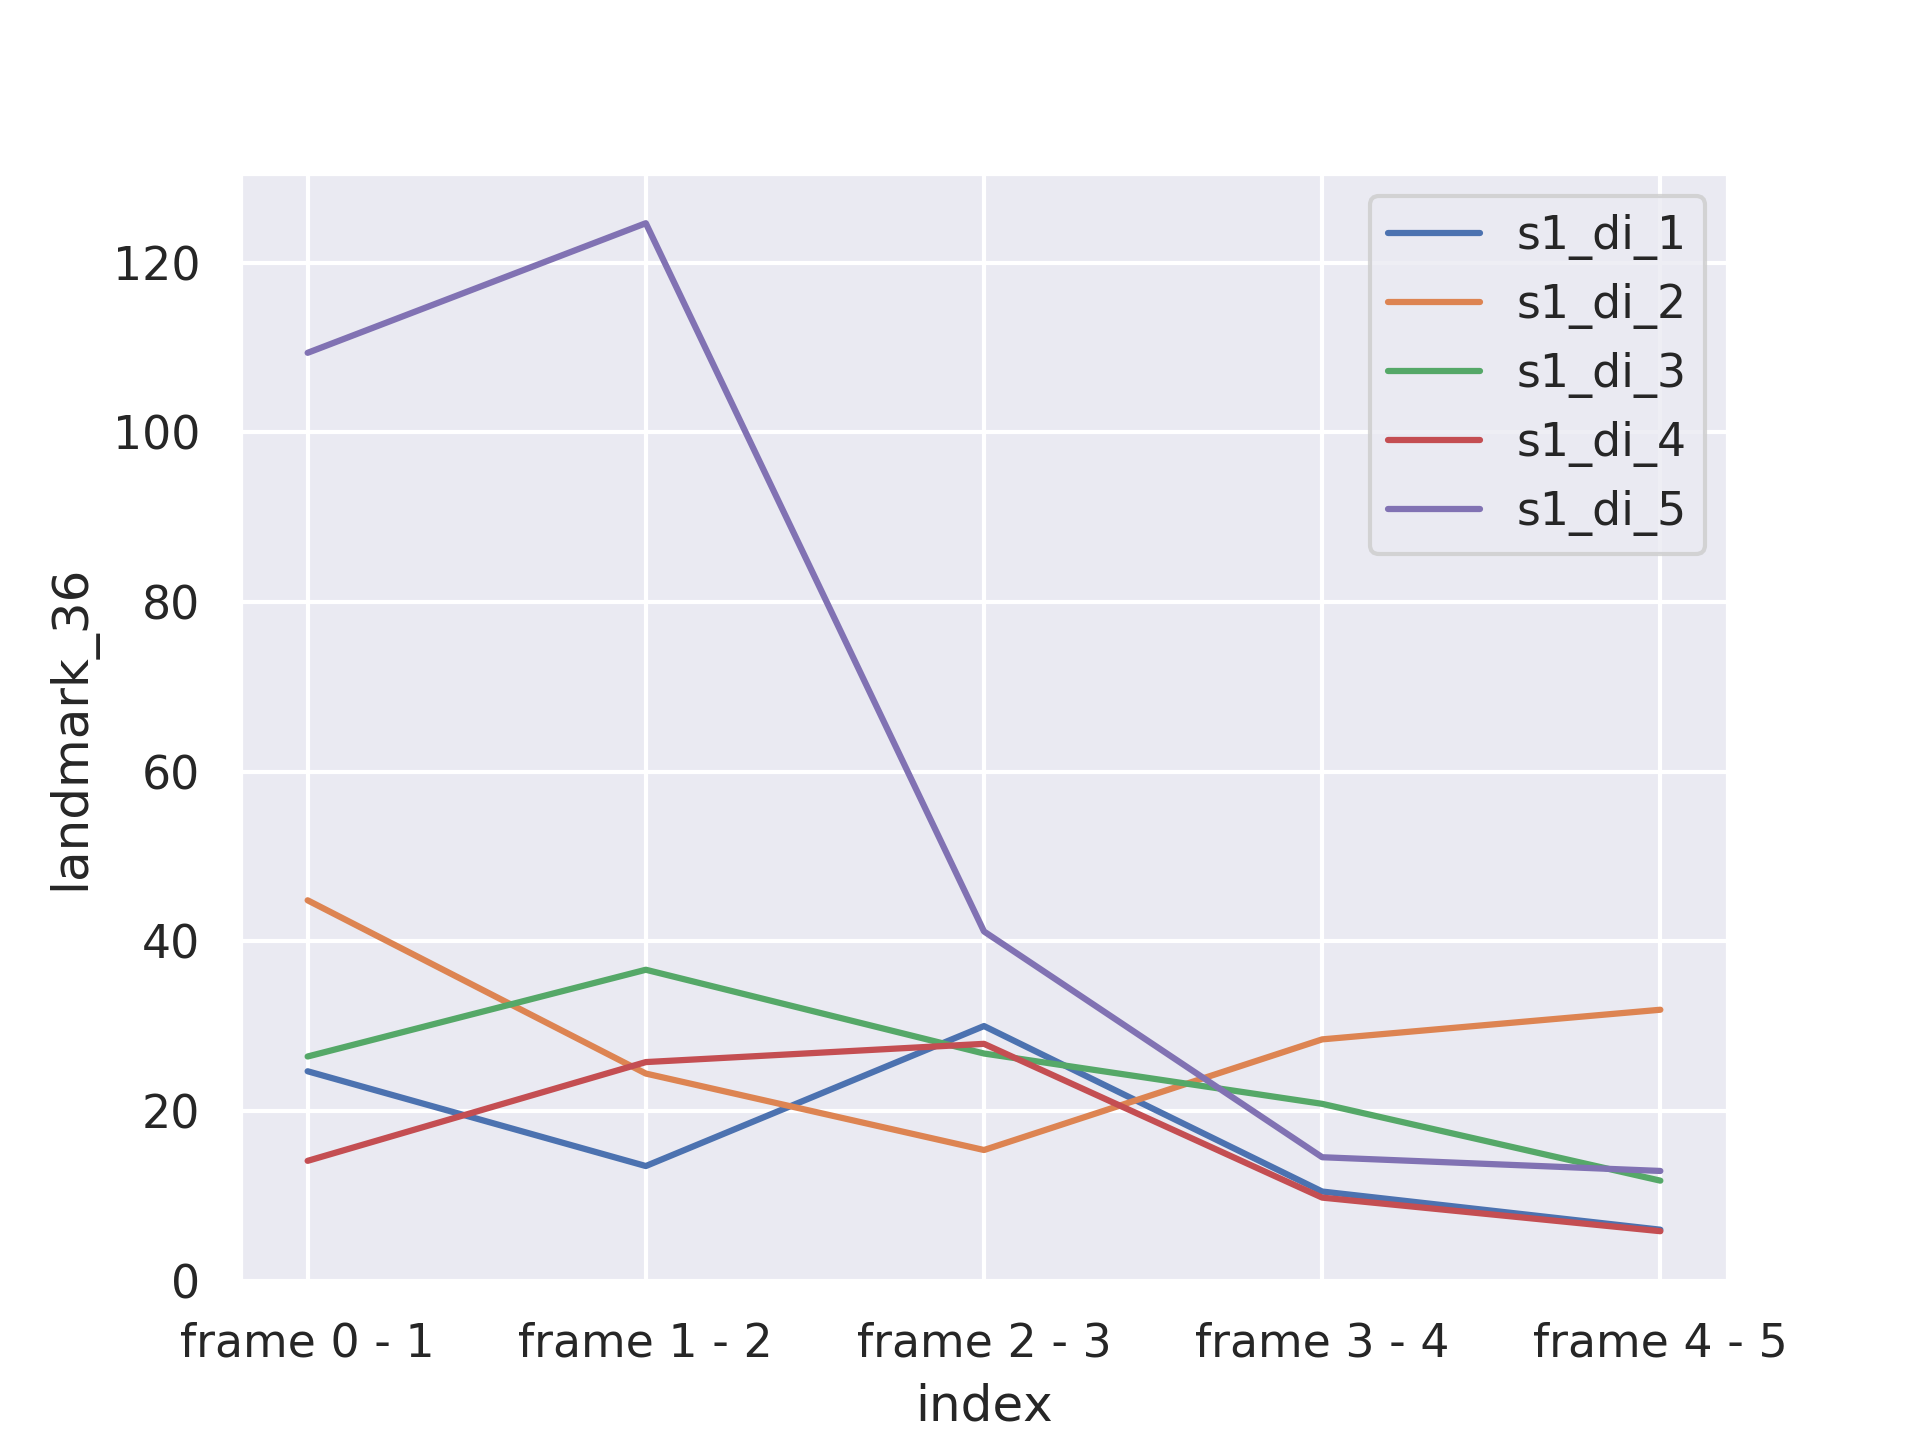 s1_di_1
s1_di_2
s1_di_3
s1_di_4
s1_di_5
120
100
80
60
40
20
0
landmark_36
frame 0 - 1
frame 1 - 2
frame 2 - 3
frame 3 - 4
frame 4 - 5
index